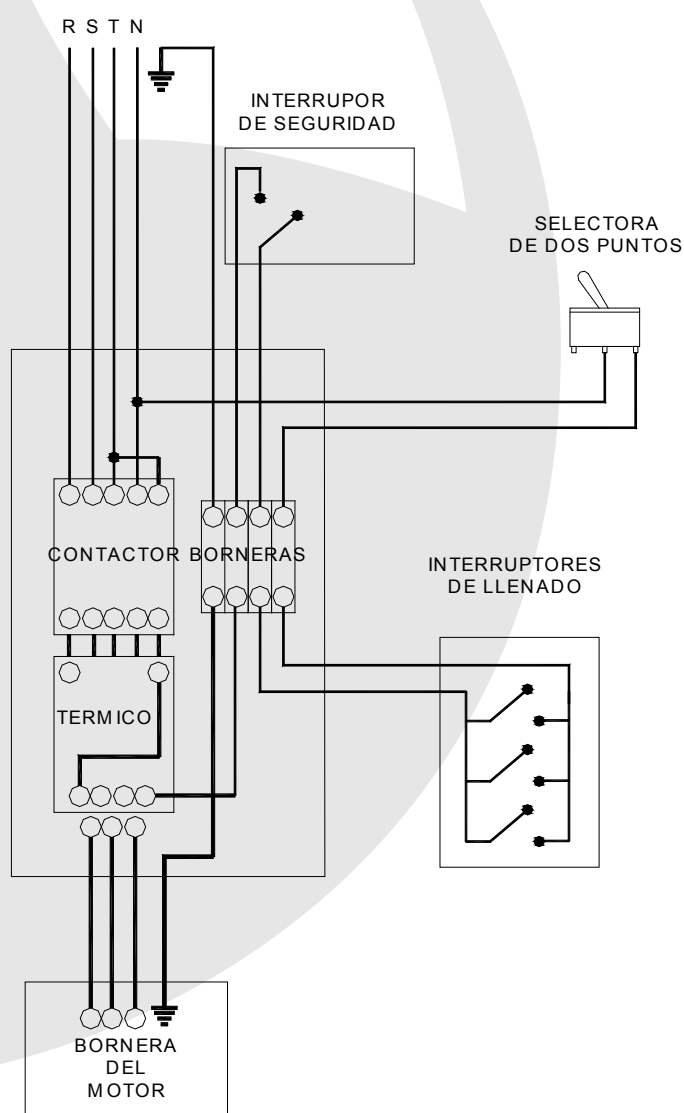 R S T N
INTERRUPOR
DE SEGURIDAD
SELECTORA
DE DOS PUNTOS
CONTACTOR
BORNERAS
INTERRUPTORES
DE LLENADO
TERMICO
BORNERA
DEL
MOTOR